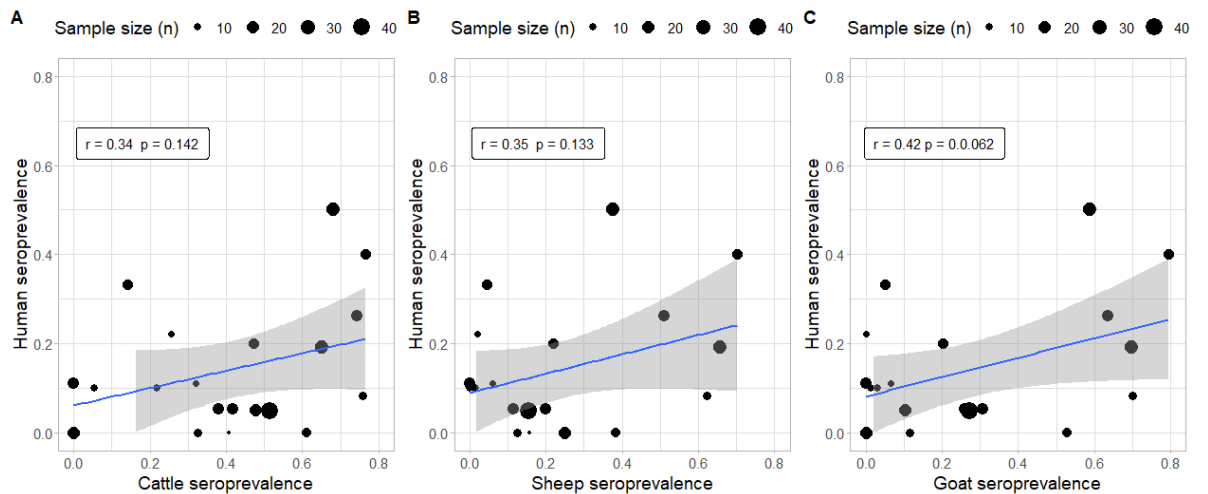 A
Sample size (n) 10 20 30 40
0.8
0.6
0.4
0.2
0.0
Human seroprevalence
r = 0.34 p = 0.142
0.0 0.2 0.4 0.6 0.8
Cattle seroprevalence
B
Sample size (n) 10 20 30 40
0.8
0.6
0.4
0.2
0.0
Human seroprevalence
r = 0.35 p = 0.133
0.0 0.2 0.4 0.6 0.8
Sheep seroprevalence
C
Sample size (n) 10 20 30 40
0.8
0.6
0.4
0.2
0.0
Human seroprevalence
r = 0.42 p = 0.0.062
0.0 0.2 0.4 0.6 0.8
Goat seroprevalence